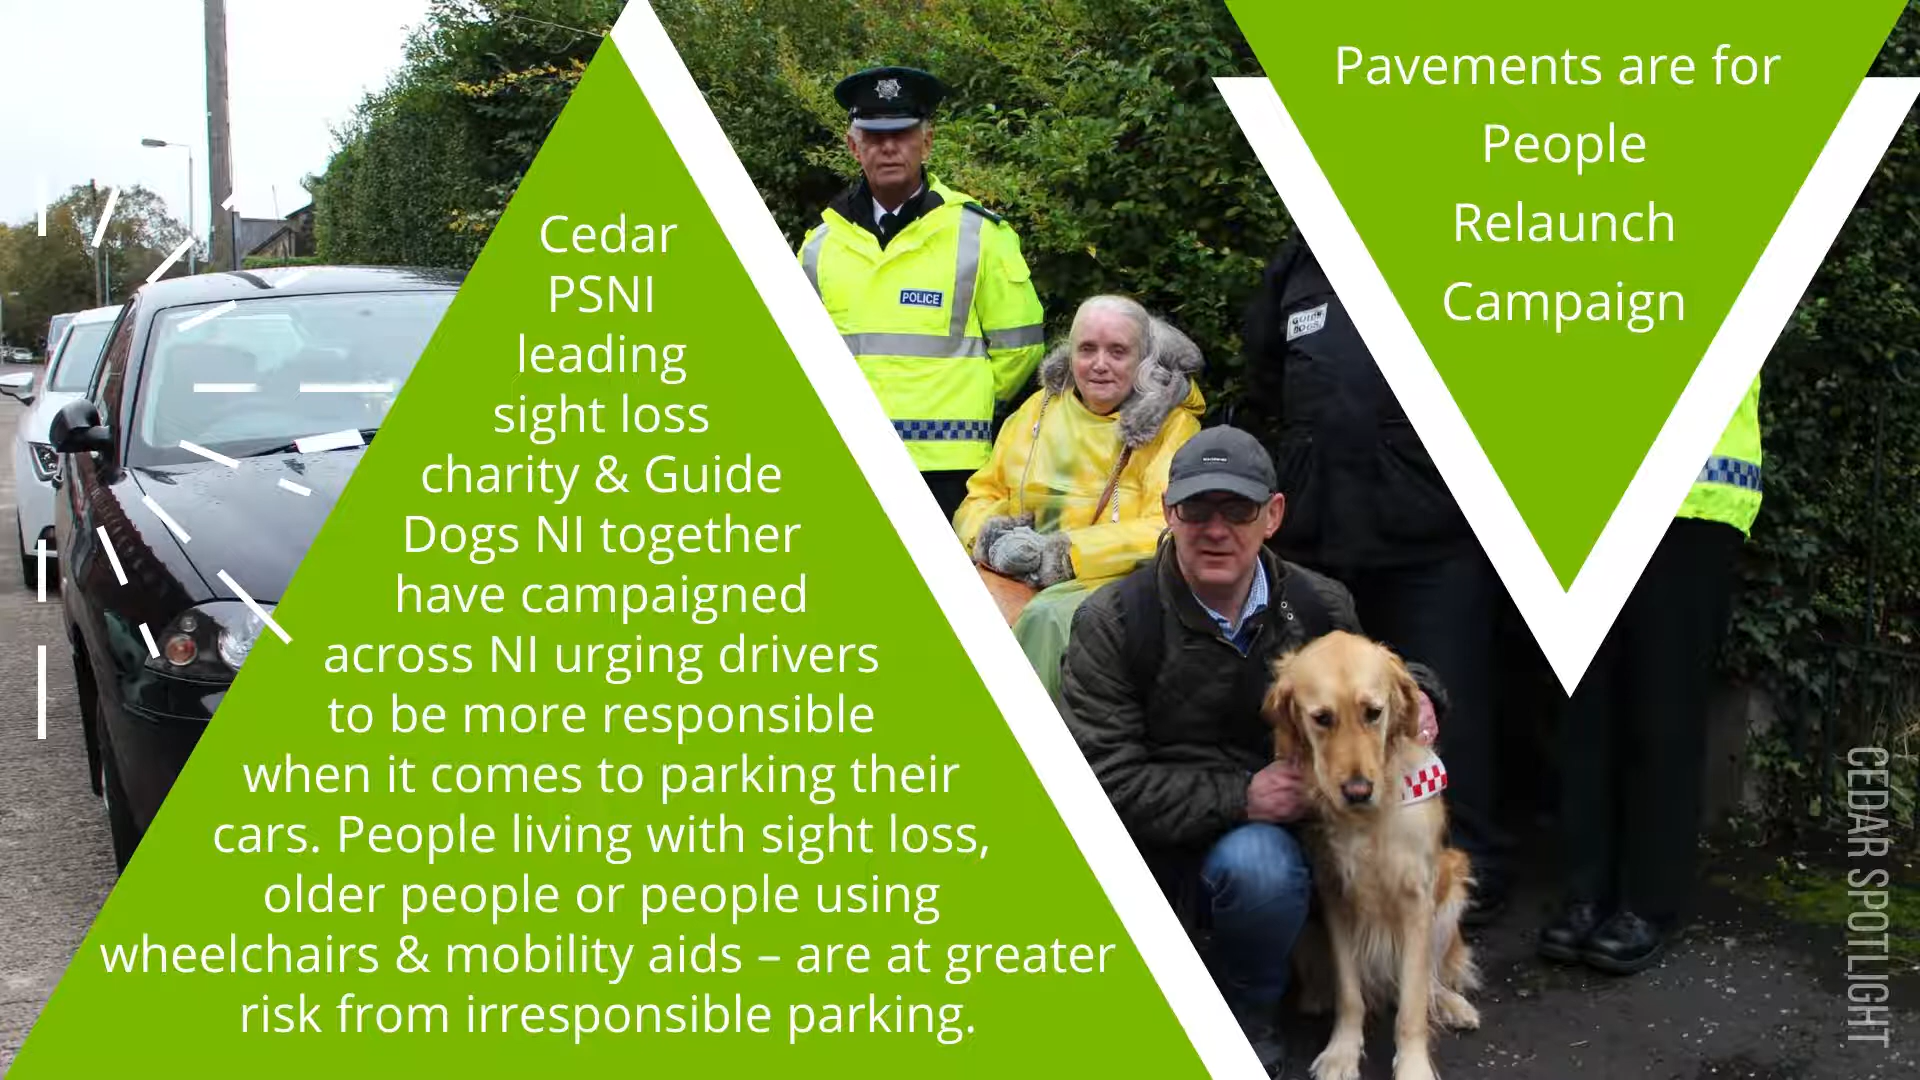 Pavements are for
People
Relaunch
Campaign
Cedar
PSNI
leading
sight loss
charity & Guide
Dogs NI together
have campaigned
across NI urging drivers
to be more responsible
when it comes to parking their
cars. People living with sight loss,
older people or people using
wheelchairs & mobility aids – are at greater
risk from irresponsible parking.
POLICE
GUIDE
DOGS
CEDAR SPOTLIGHT